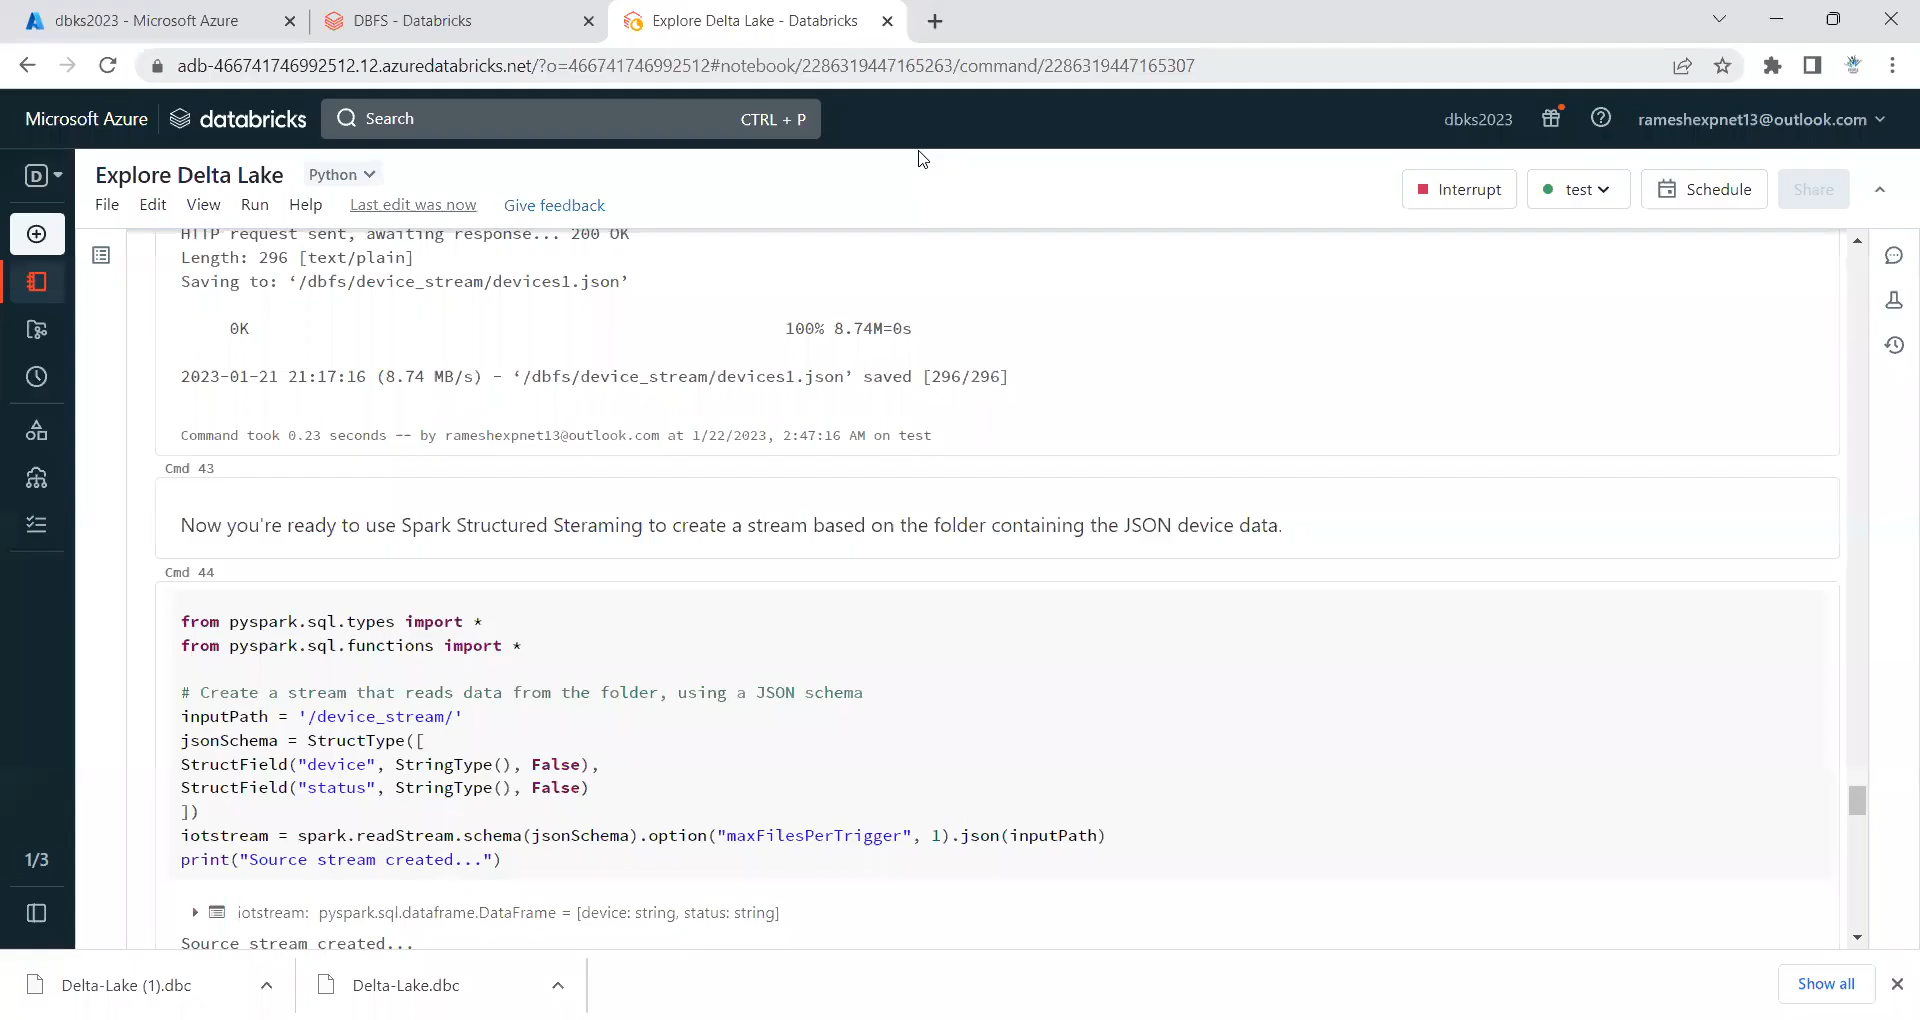 dbks2023 - Microsoft Azure
DBFS - Databricks
Explore Delta Lake - Databricks
adb-466741746992512.12.azuredatabricks.net/?o=466741746992512#notebook/2286319447165263/command/2286319447165307
Microsoft Azure
databricks
Search
CTRL + P
dbks2023
rameshexpnet13@outlook.com
D
Explore Delta Lake
Python
Interrupt
test
Schedule
Share
File Edit View Run Help Last edit was now Give feedback
HTTP request sent, awaiting response... 200 OK
Length: 296 [text/plain]
Saving to: ‘/dbfs/device_stream/devices1.json’
0K 100% 8.74M=0s
2023-01-21 21:17:16 (8.74 MB/s) - ‘/dbfs/device_stream/devices1.json’ saved [296/296]
Command took 0.23 seconds -- by rameshexpnet13@outlook.com at 1/22/2023, 2:47:16 AM on test
Cmd 43
Now you're ready to use Spark Structured Steraming to create a stream based on the folder containing the JSON device data.
Cmd 44
from pyspark.sql.types import *
from pyspark.sql.functions import *
# Create a stream that reads data from the folder, using a JSON schema
inputPath = '/device_stream/'
jsonSchema = StructType([
StructField("device", StringType(), False),
StructField("status", StringType(), False)
])
iotstream = spark.readStream.schema(jsonSchema).option("maxFilesPerTrigger", 1).json(inputPath)
print("Source stream created...")
1/3
iotstream: pyspark.sql.dataframe.DataFrame = [device: string, status: string]
Source stream created...
Delta-Lake (1).dbc
Delta-Lake.dbc
Show all